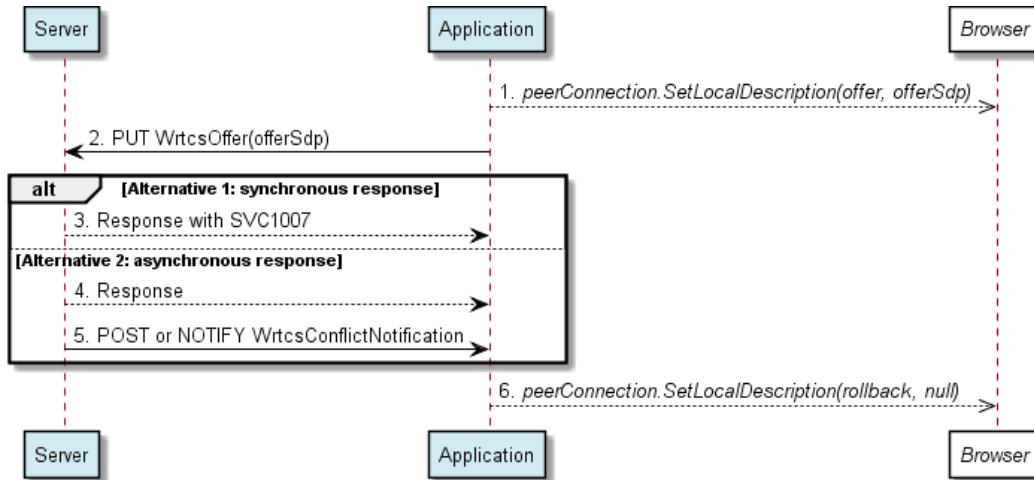 Server
Application
Browser
1. peerConnection.SetLocalDescription(offer, offerSdp)
2. PUT WrtcsOffer(offerSdp)
alt
[Alternative 1: synchronous response]
3. Response with SVC1007
[Alternative 2: asynchronous response]
4. Response
5. POST or NOTIFY WrtcsConflictNotification
6. peerConnection.SetLocalDescription(rollback, null)
Server
Application
Browser